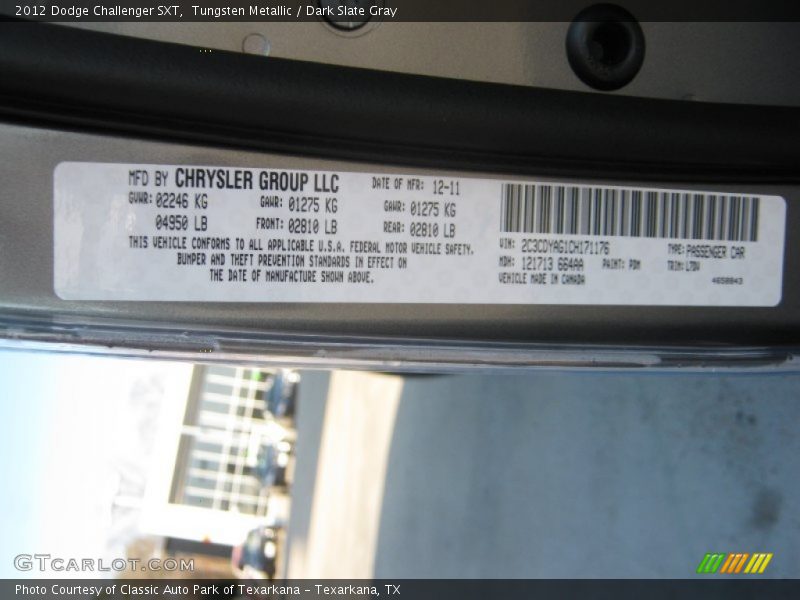 2012 Dodge Challenger SXT, Tungsten Metallic / Dark Slate Gray
MFD BY CHRYSLER GROUP LLC DATE OF MFR: 12-11
GVWR: 02246 KG GAWR: 01275 KG GAWR: 01275 KG
04950 LB FRONT: 02810 LB REAR: 02810 LB
THIS VEHICLE CONFORMS TO ALL APPLICABLE U.S.A. FEDERAL MOTOR VEHICLE SAFETY,
BUMPER AND THEFT PREVENTION STANDARDS IN EFFECT ON
THE DATE OF MANUFACTURE SHOWN ABOVE.
VIN: 2C3CDYAG1CH171176 TYPE: PASSENGER CAR
MDH: 121713 664AA PAINT: PDM TRIM: L7DV
VEHICLE MADE IN CANADA 4658843
GTCARLOT.COM
Photo Courtesy of Classic Auto Park of Texarkana - Texarkana, TX